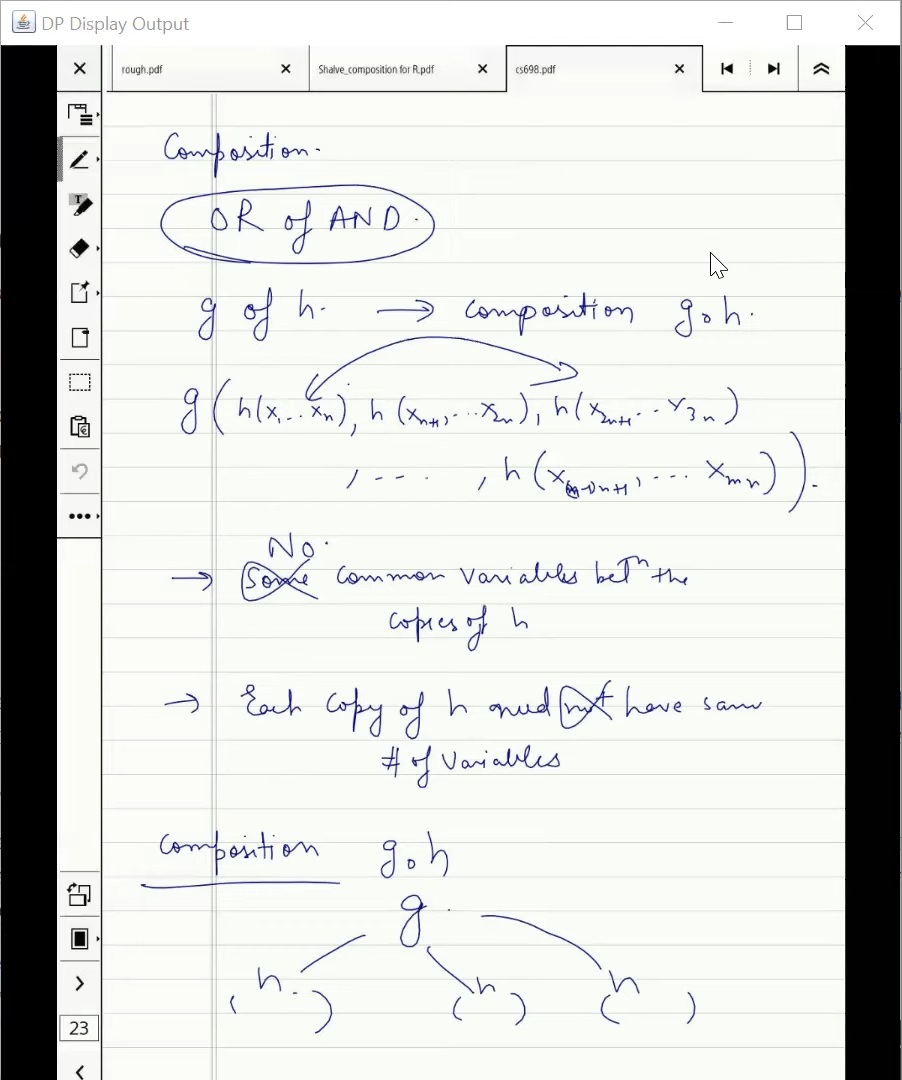 DP Display Output
rough.pdf
Shalve_composition for R.pdf
cs698.pdf
Composition.
OR of AND.
g of h. → composition g∘h.
g(h(x₁...xₙ), h(xₙ₊₁,...x₂ₙ), h(x₂ₙ₊₁...x₃ₙ)
,--- . , h(x₍ₘ₋₁₎ₙ₊₁,... xₘₙ)).
No.
→ Some common variables betⁿ the
copies of h
→ Each copy of h need not have same
# of variables
Composition g∘h
g.
h. h h
( ) ( ) ( )
23